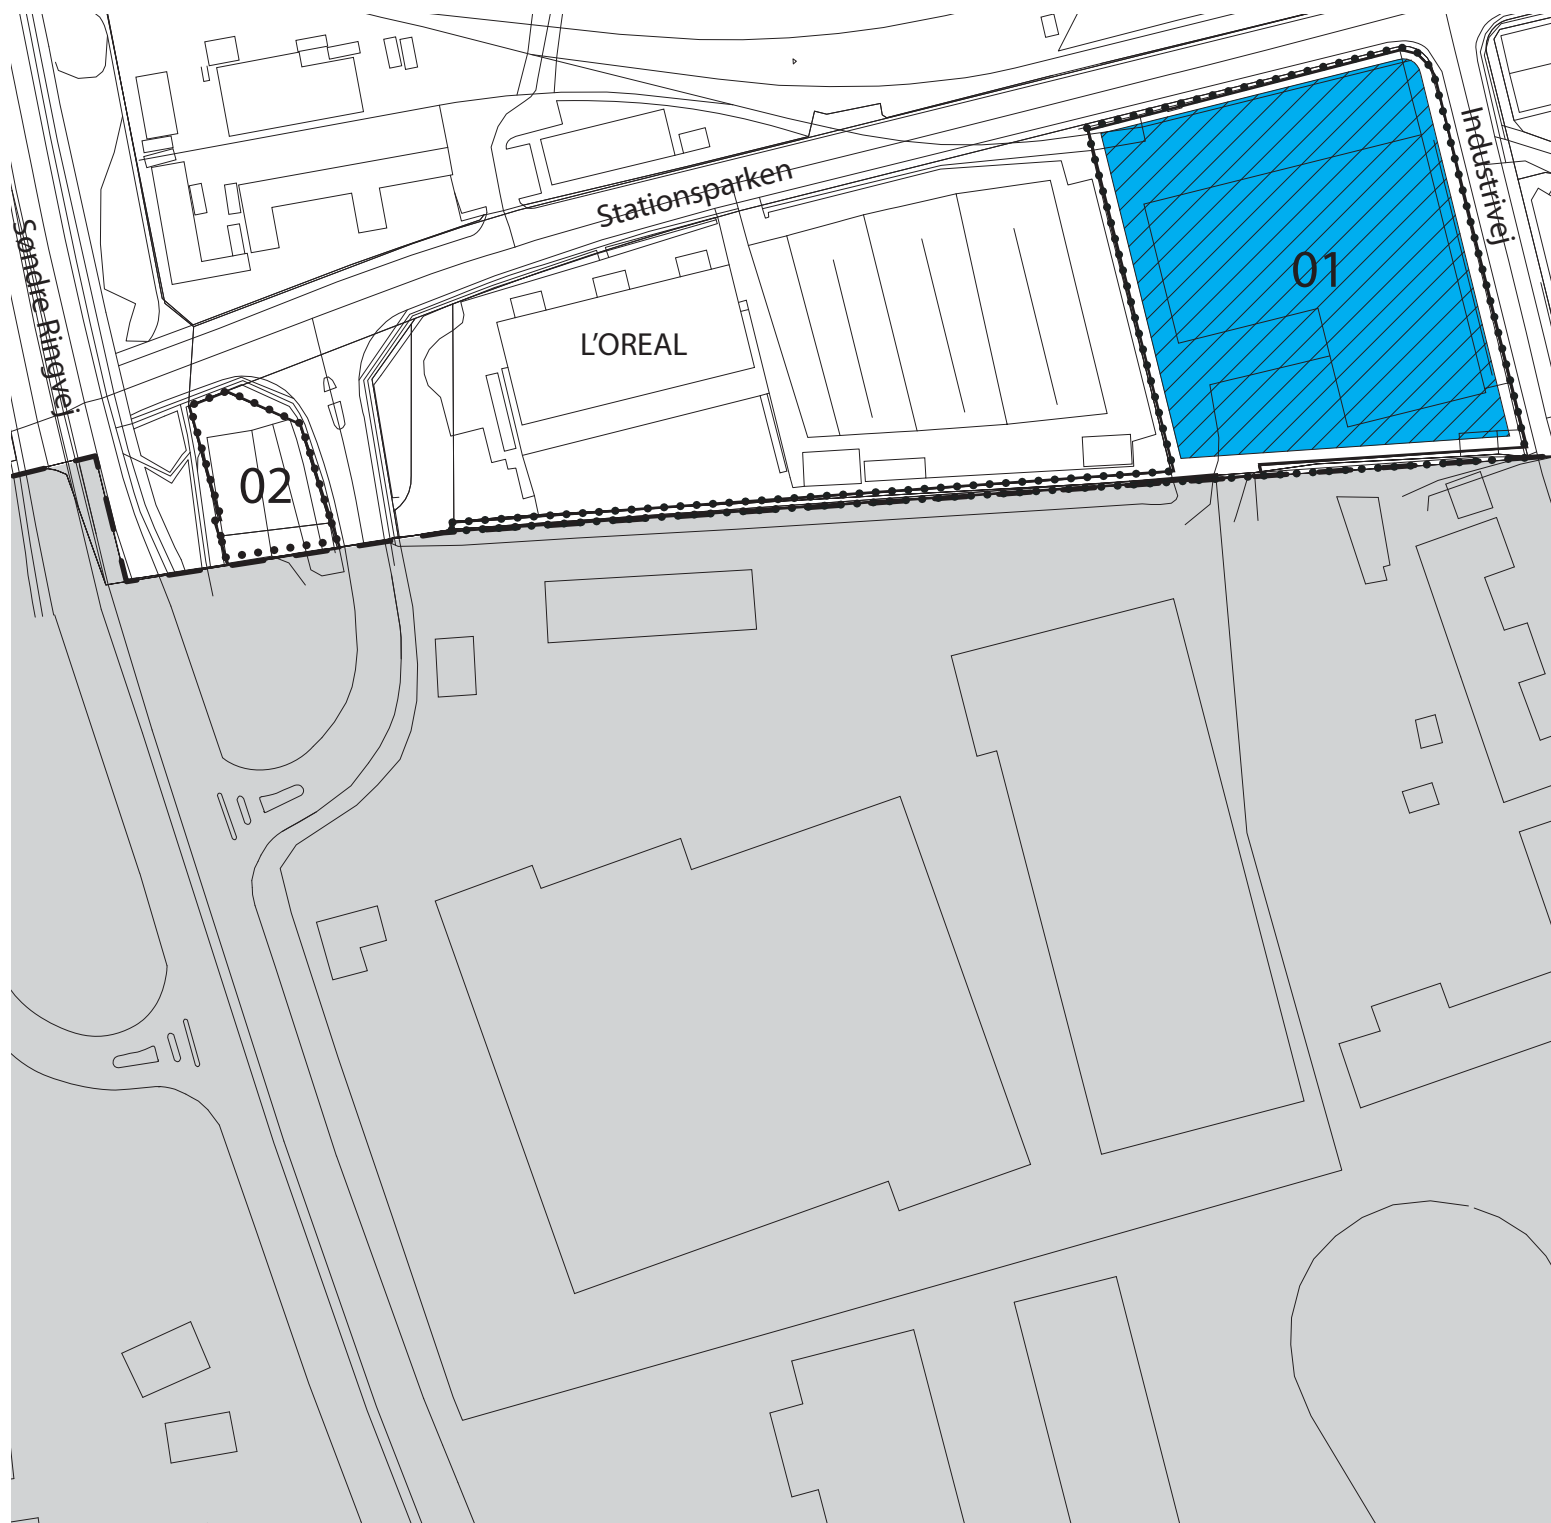 Stationsparken
Industrivej
Søndre Ringvej
01
L'OREAL
02